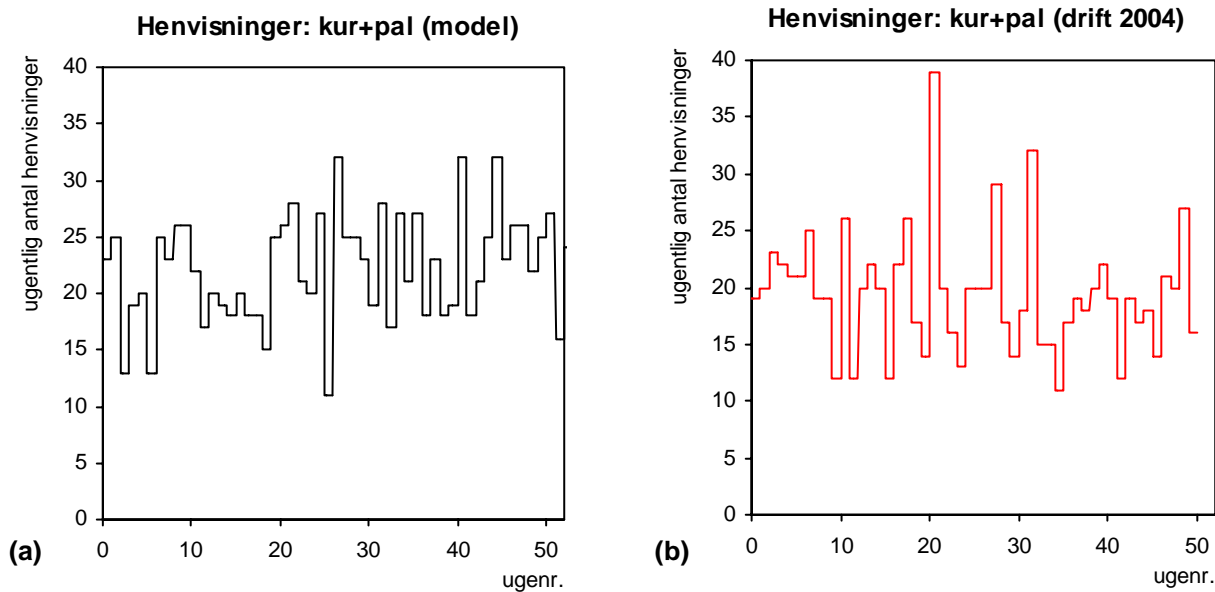 Henvisninger: kur+pal (model)
ugentlig antal henvisninger
40
35
30
25
20
15
10
5
0
0 10 20 30 40 50
ugenr.
(a)
Henvisninger: kur+pal (drift 2004)
ugentlig antal henvisninger
40
35
30
25
20
15
10
5
0
0 10 20 30 40 50
ugenr.
(b)